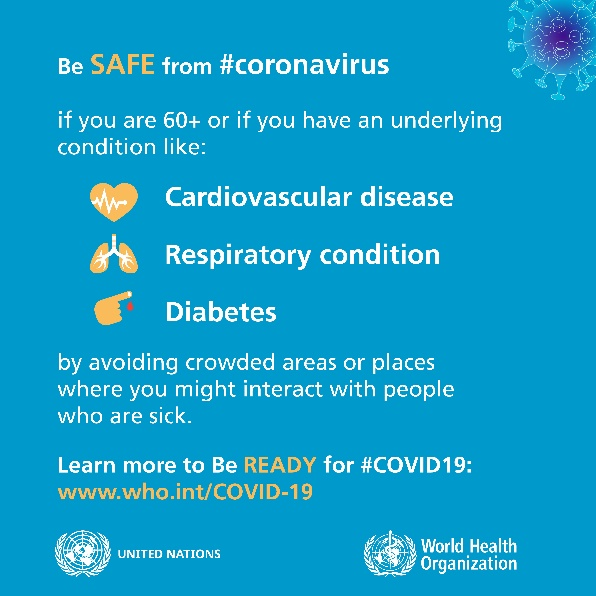 Be SAFE from #coronavirus
if you are 60+ or if you have an underlying
condition like:
Cardiovascular disease
Respiratory condition
Diabetes
by avoiding crowded areas or places
where you might interact with people
who are sick.
Learn more to Be READY for #COVID19:
www.who.int/COVID-19
UNITED NATIONS
World Health
Organization